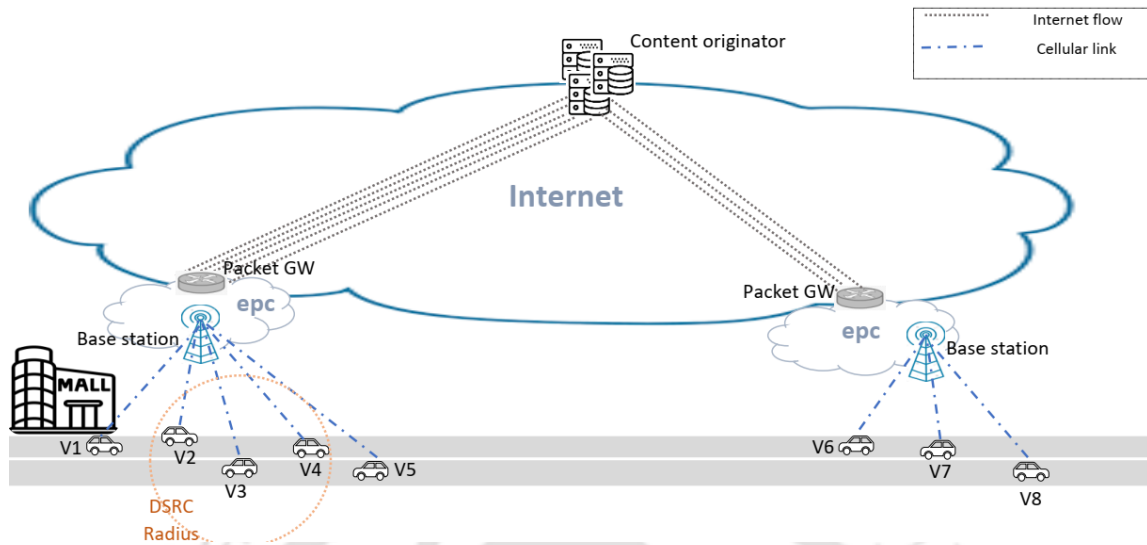 Internet flow
Content originator
Cellular link
Internet
Packet GW
epc
Packet GW
epc
Base station
Base station
MALL
V1
V2
V3
V4
V5
V6
V7
V8
DSRC
Radius